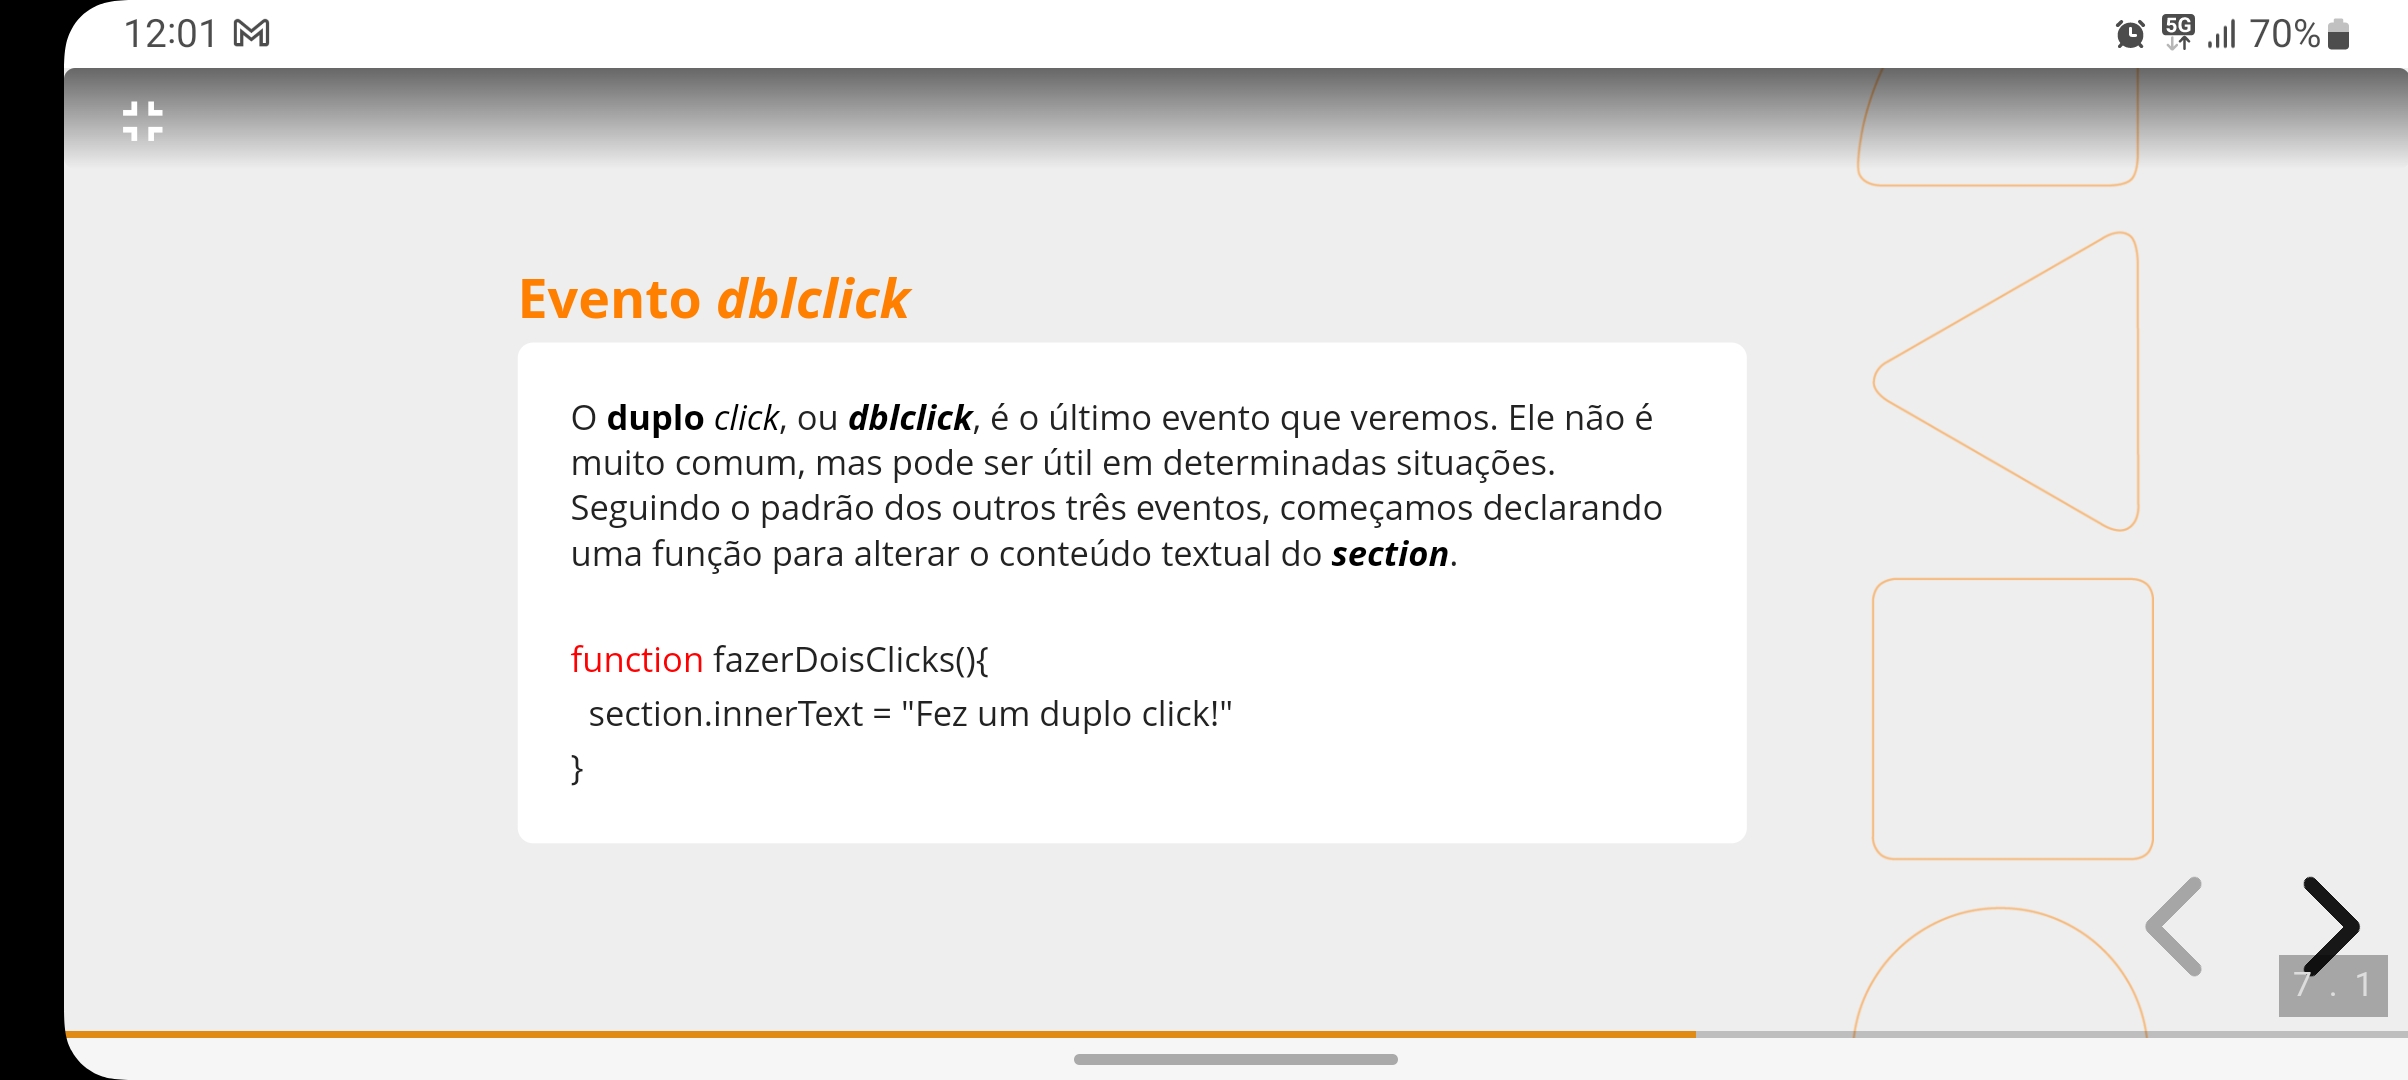 12:01
5G
70%
Evento dblclick
O duplo click, ou dblclick, é o último evento que veremos. Ele não é
muito comum, mas pode ser útil em determinadas situações.
Seguindo o padrão dos outros três eventos, começamos declarando
uma função para alterar o conteúdo textual do section.
function fazerDoisClicks(){
section.innerText = "Fez um duplo click!"
}
7 . 1